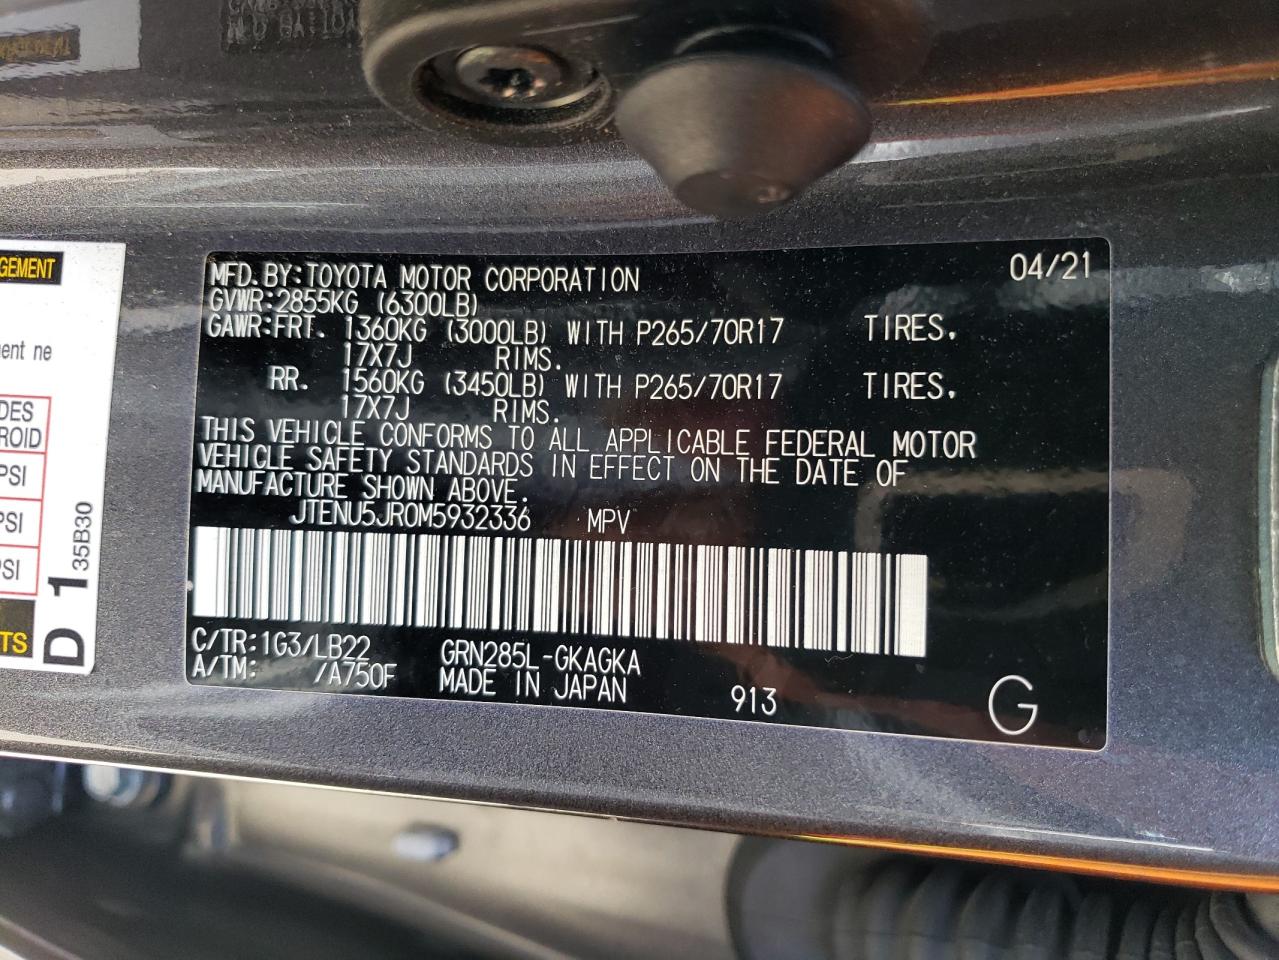 GEMENT
ent ne
DES
ROID
PSI
PSI
PSI
TS
D 1 35B30
MFD.BY:TOYOTA MOTOR CORPORATION 04/21
GVWR:2855KG (6300LB)
GAWR:FRT. 1360KG (3000LB) WITH P265/70R17 TIRES.
17X7J RIMS.
RR. 1560KG (3450LB) WITH P265/70R17 TIRES.
17X7J RIMS.
THIS VEHICLE CONFORMS TO ALL APPLICABLE FEDERAL MOTOR
VEHICLE SAFETY STANDARDS IN EFFECT ON THE DATE OF
MANUFACTURE SHOWN ABOVE.
JTENU5JR0M5932336 MPV
C/TR:1G3/LB22 GRN285L-GKAGKA
A/TM: /A750F MADE IN JAPAN 913 G